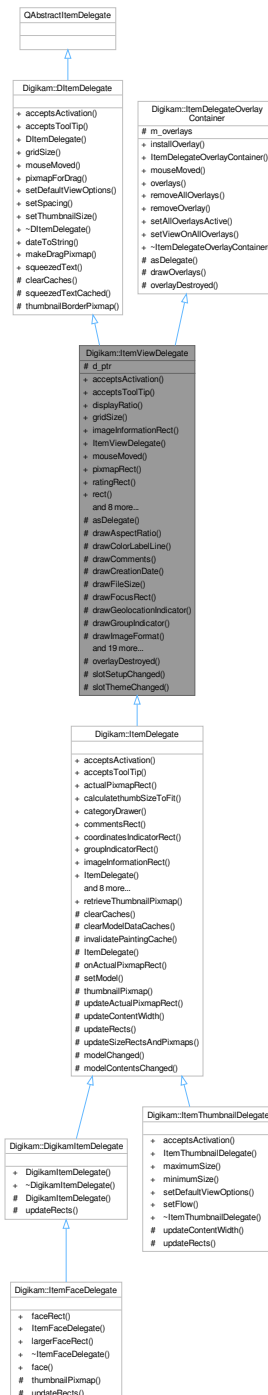 QAbstractItemDelegate
Digikam::DItemDelegate
+ acceptsActivation()
+ acceptsToolTip()
+ DItemDelegate()
+ gridSize()
+ mouseMoved()
+ pixmapForDrag()
+ setDefaultViewOptions()
+ setSpacing()
+ setThumbnailSize()
+ ~DItemDelegate()
+ dateToString()
+ makeDragPixmap()
+ squeezedText()
# clearCaches()
# squeezedTextCached()
# thumbnailBorderPixmap()
Digikam::ItemDelegateOverlay
Container
# m_overlays
+ installOverlay()
+ ItemDelegateOverlayContainer()
+ mouseMoved()
+ overlays()
+ removeAllOverlays()
+ removeOverlay()
+ setAllOverlaysActive()
+ setViewOnAllOverlays()
+ ~ItemDelegateOverlayContainer()
# asDelegate()
# drawOverlays()
# overlayDestroyed()
Digikam::ItemViewDelegate
# d_ptr
+ acceptsActivation()
+ acceptsToolTip()
+ displayRatio()
+ gridSize()
+ imageInformationRect()
+ ItemViewDelegate()
+ mouseMoved()
+ pixmapRect()
+ ratingRect()
+ rect()
and 8 more...
# asDelegate()
# drawAspectRatio()
# drawColorLabelLine()
# drawComments()
# drawCreationDate()
# drawFileSize()
# drawFocusRect()
# drawGeolocationIndicator()
# drawGroupIndicator()
# drawImageFormat()
and 19 more...
# overlayDestroyed()
# slotSetupChanged()
# slotThemeChanged()
Digikam::ItemDelegate
+ acceptsActivation()
+ acceptsToolTip()
+ actualPixmapRect()
+ calculatethumbSizeToFit()
+ categoryDrawer()
+ commentsRect()
+ coordinatesIndicatorRect()
+ groupIndicatorRect()
+ imageInformationRect()
+ ItemDelegate()
and 8 more...
+ retrieveThumbnailPixmap()
# clearCaches()
# clearModelDataCaches()
# invalidatePaintingCache()
# ItemDelegate()
# onActualPixmapRect()
# setModel()
# thumbnailPixmap()
# updateActualPixmapRect()
# updateContentWidth()
# updateRects()
# updateSizeRectsAndPixmaps()
# modelChanged()
# modelContentsChanged()
Digikam::DigikamItemDelegate
+ DigikamItemDelegate()
+ ~DigikamItemDelegate()
# DigikamItemDelegate()
# updateRects()
Digikam::ItemThumbnailDelegate
+ acceptsActivation()
+ ItemThumbnailDelegate()
+ maximumSize()
+ minimumSize()
+ setDefaultViewOptions()
+ setFlow()
+ ~ItemThumbnailDelegate()
# updateContentWidth()
# updateRects()
Digikam::ItemFaceDelegate
+ faceRect()
+ ItemFaceDelegate()
+ largerFaceRect()
+ ~ItemFaceDelegate()
+ face()
# thumbnailPixmap()
# updateRects()